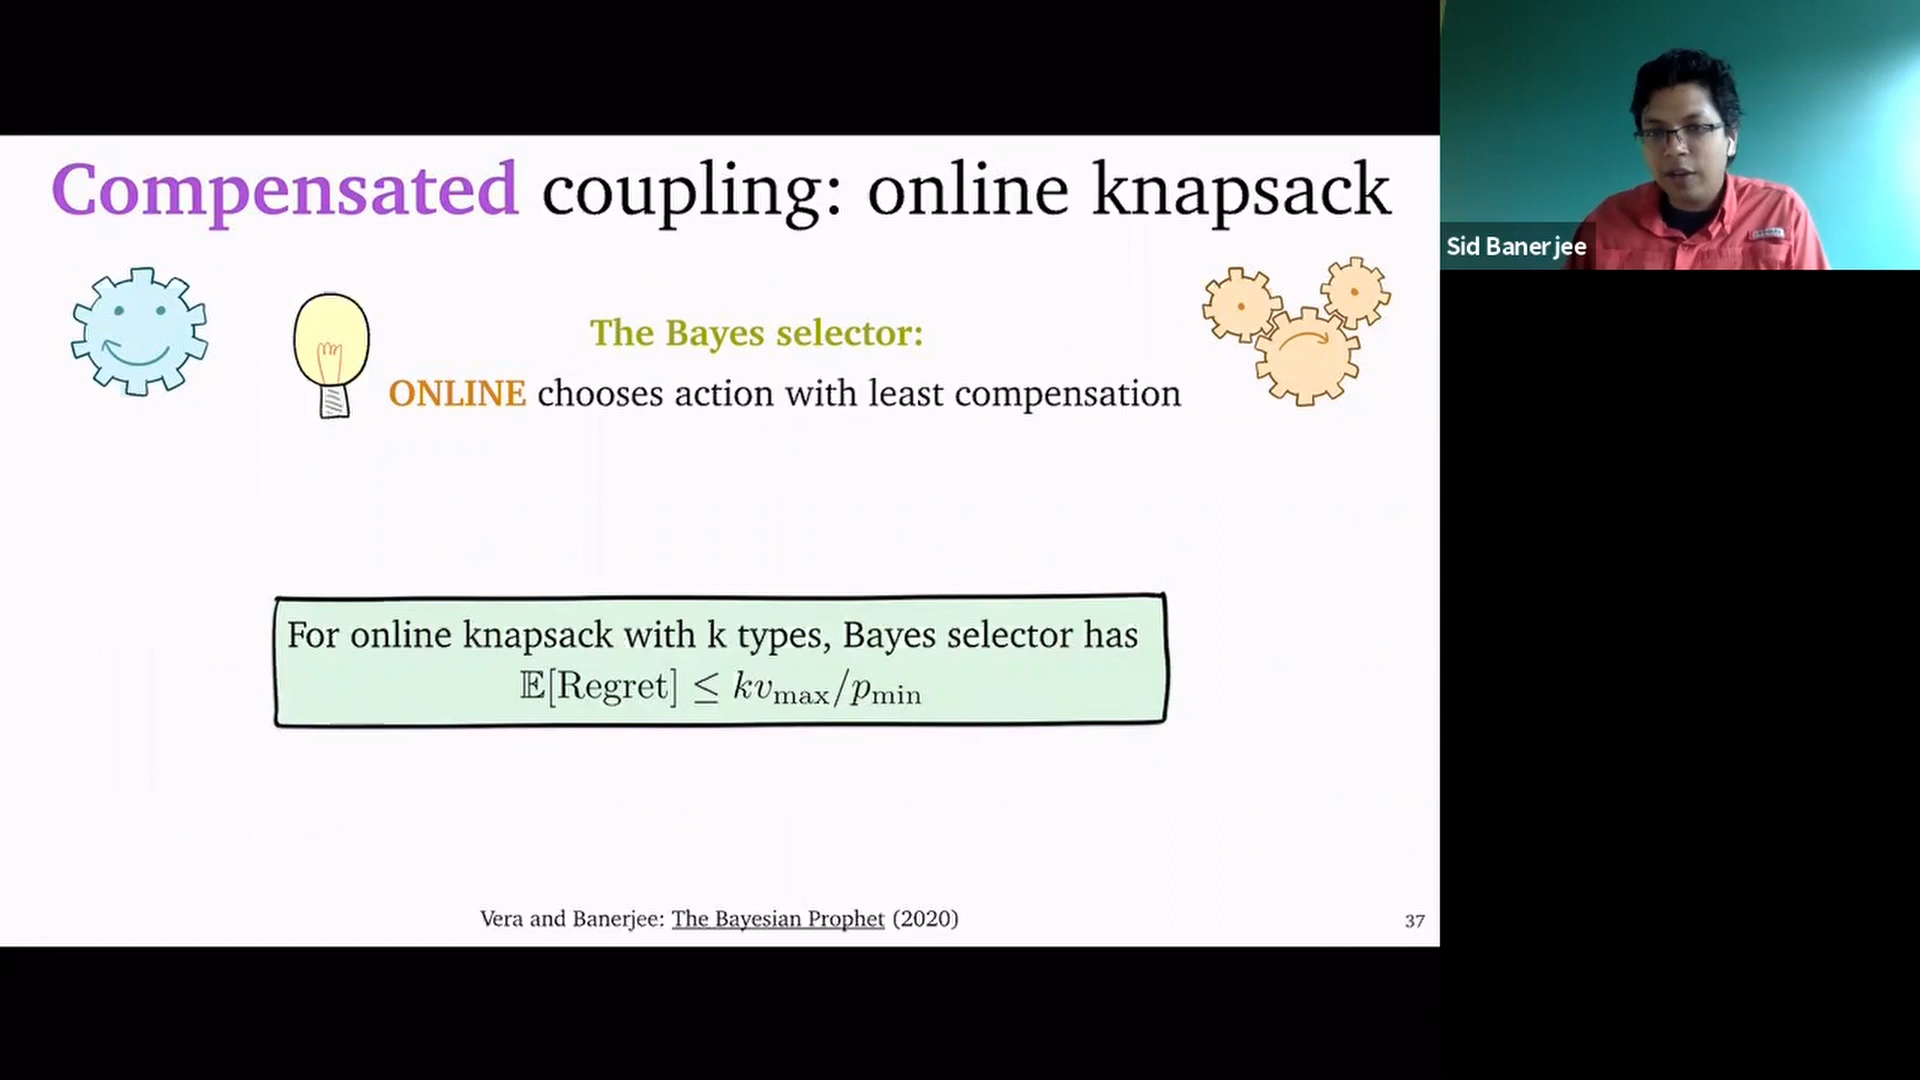 Compensated coupling: online knapsack
Sid Banerjee
The Bayes selector:
ONLINE chooses action with least compensation
For online knapsack with k types, Bayes selector has
𝔼[Regret] ≤ kv_max/p_min
Vera and Banerjee: The Bayesian Prophet (2020)
37